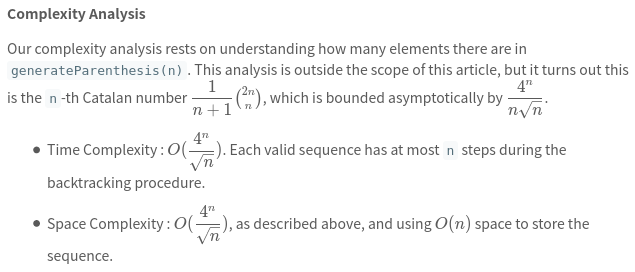 Complexity Analysis
Our complexity analysis rests on understanding how many elements there are in
generateParenthesis(n) . This analysis is outside the scope of this article, but it turns out this
is the n -th Catalan number $\frac{1}{n+1}\binom{2n}{n}$, which is bounded asymptotically by $\frac{4^n}{n\sqrt{n}}$.
• Time Complexity : $O(\frac{4^n}{\sqrt{n}})$. Each valid sequence has at most n steps during the
backtracking procedure.
• Space Complexity : $O(\frac{4^n}{\sqrt{n}})$, as described above, and using $O(n)$ space to store the
sequence.